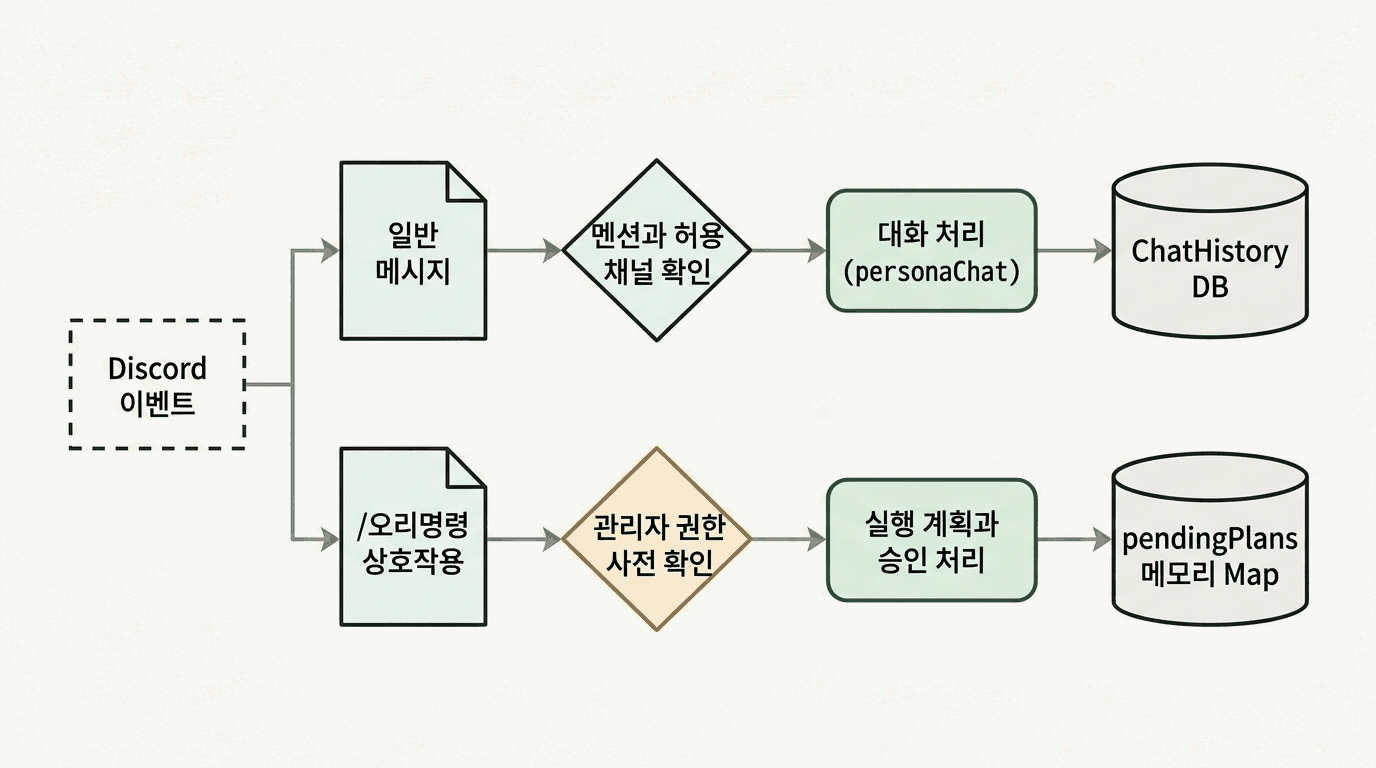 Discord
이벤트
일반
메시지
멘션과 허용
채널 확인
대화 처리
(personaChat)
ChatHistory
DB
/오리명령
상호작용
관리자 권한
사전 확인
실행 계획과
승인 처리
pendingPlans
메모리 Map